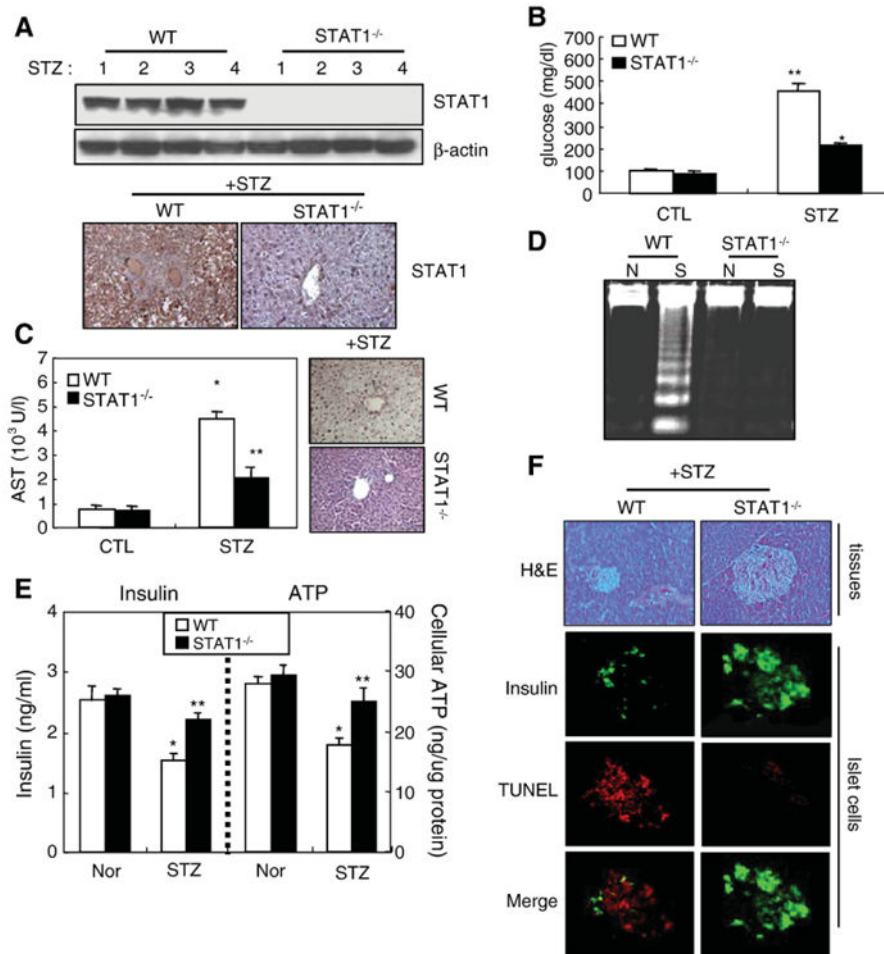 A
WT STAT1-/-
STZ : 1 2 3 4 1 2 3 4
STAT1
β-actin
+STZ
WT STAT1-/-
STAT1
B
WT
STAT1-/-
glucose (mg/dl)
700
600
500
400
300
200
100
0
**
*
CTL STZ
C
AST (10³ U/l)
7
6
5
4
3
2
1
0
WT
STAT1-/-
*
**
CTL STZ
+STZ
WT
STAT1-/-
D
WT STAT1-/-
N S N S
E
Insulin ATP
WT
STAT1-/-
Insulin (ng/ml)
4
3
2
1
0
* ** * **
Nor STZ Nor STZ
40
30
20
10
0
Cellular ATP
(ng/ug protein)
F
+STZ
WT STAT1-/-
H&E
tissues
Insulin
TUNEL
Merge
Islet cells